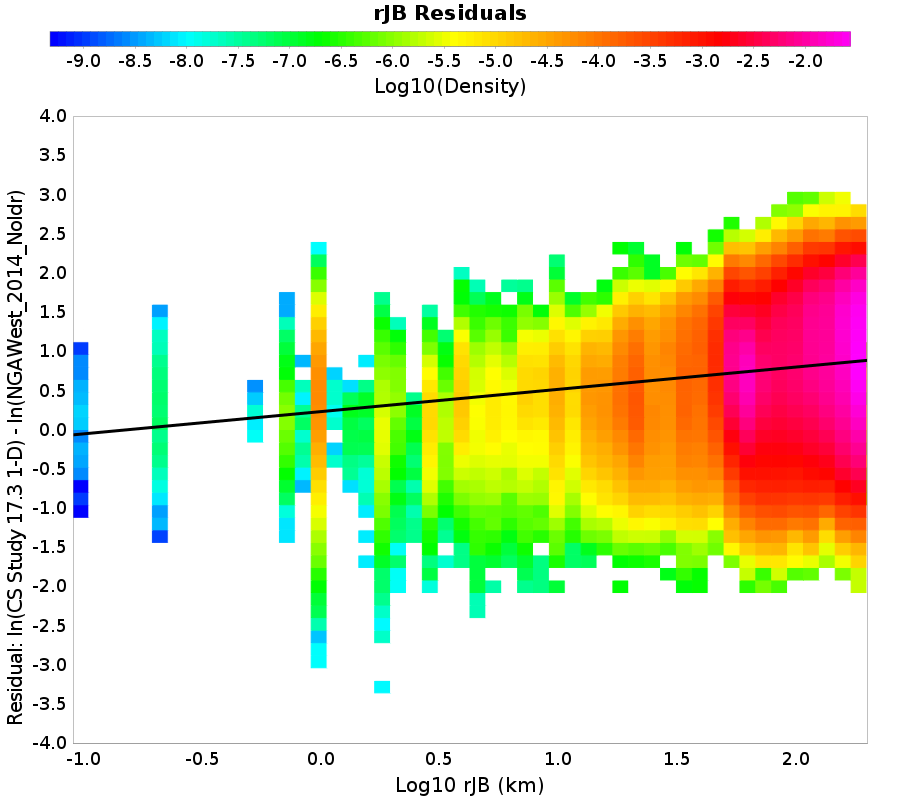 rJB Residuals
-9.0 -8.5 -8.0 -7.5 -7.0 -6.5 -6.0 -5.5 -5.0 -4.5 -4.0 -3.5 -3.0 -2.5 -2.0
Log10(Density)
Residual: ln(CS Study 17.3 1-D) - ln(NGAWest_2014_NoIdr)
4.0
3.5
3.0
2.5
2.0
1.5
1.0
0.5
0.0
-0.5
-1.0
-1.5
-2.0
-2.5
-3.0
-3.5
-4.0
-1.0 -0.5 0.0 0.5 1.0 1.5 2.0
Log10 rJB (km)